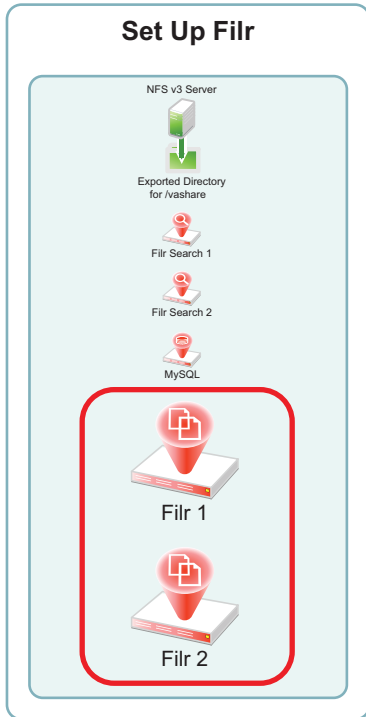 Set Up Filr
NFS v3 Server
Exported Directory
for /vashare
Filr Search 1
Filr Search 2
MySQL
Filr 1
Filr 2